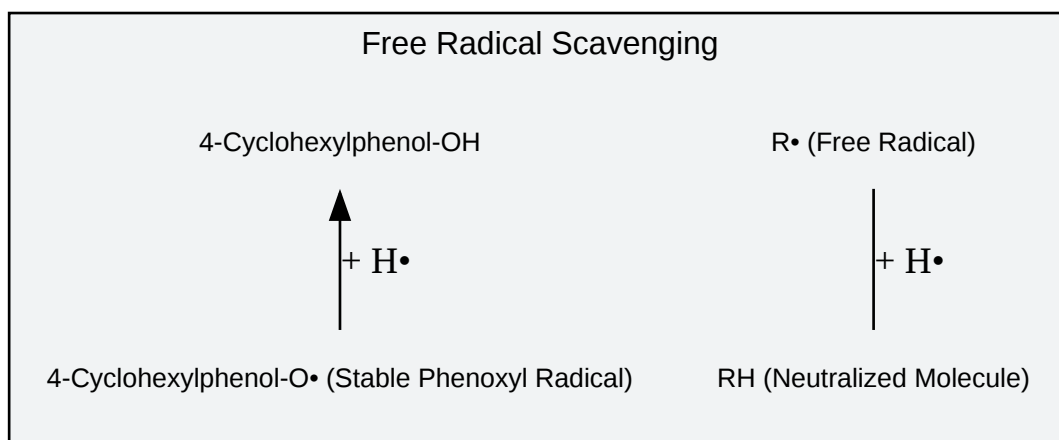 Free Radical Scavenging
4-Cyclohexylphenol-OH
R• (Free Radical)
+ H•
+ H•
4-Cyclohexylphenol-O• (Stable Phenoxyl Radical)
RH (Neutralized Molecule)